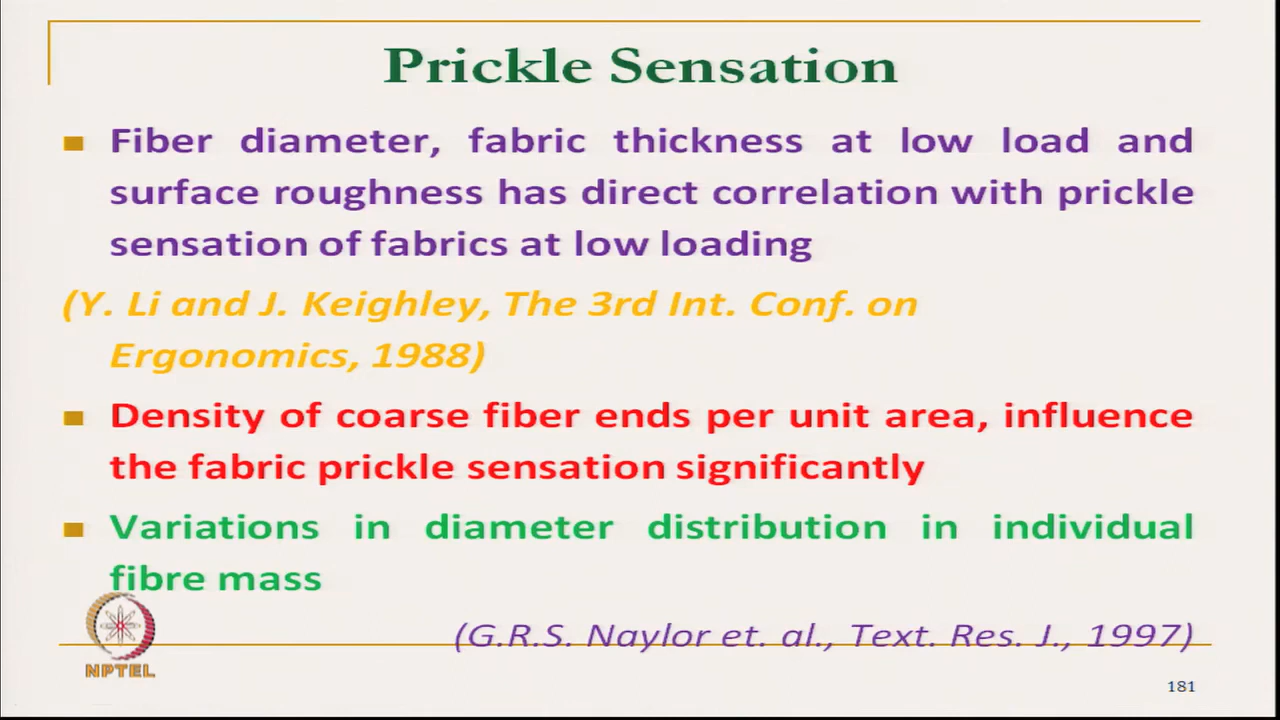 Prickle Sensation
Fiber diameter, fabric thickness at low load and
surface roughness has direct correlation with prickle
sensation of fabrics at low loading
(Y. Li and J. Keighley, The 3rd Int. Conf. on
Ergonomics, 1988)
Density of coarse fiber ends per unit area, influence
the fabric prickle sensation significantly
Variations in diameter distribution in individual
fibre mass
(G.R.S. Naylor et. al., Text. Res. J., 1997)
NPTEL
181